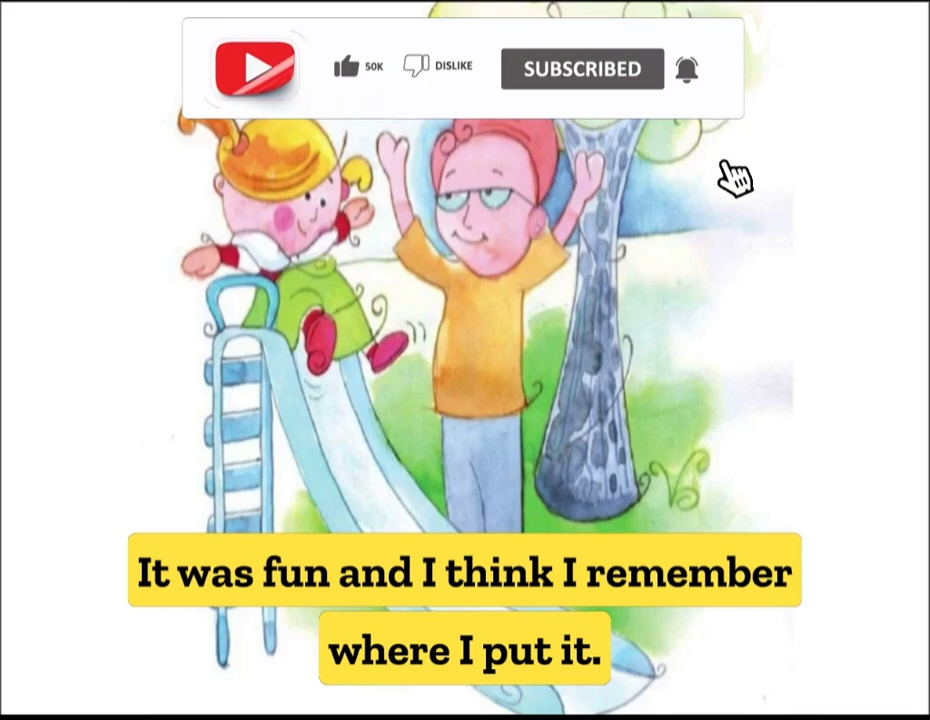 50K
DISLIKE
SUBSCRIBED
It was fun and I think I remember
where I put it.